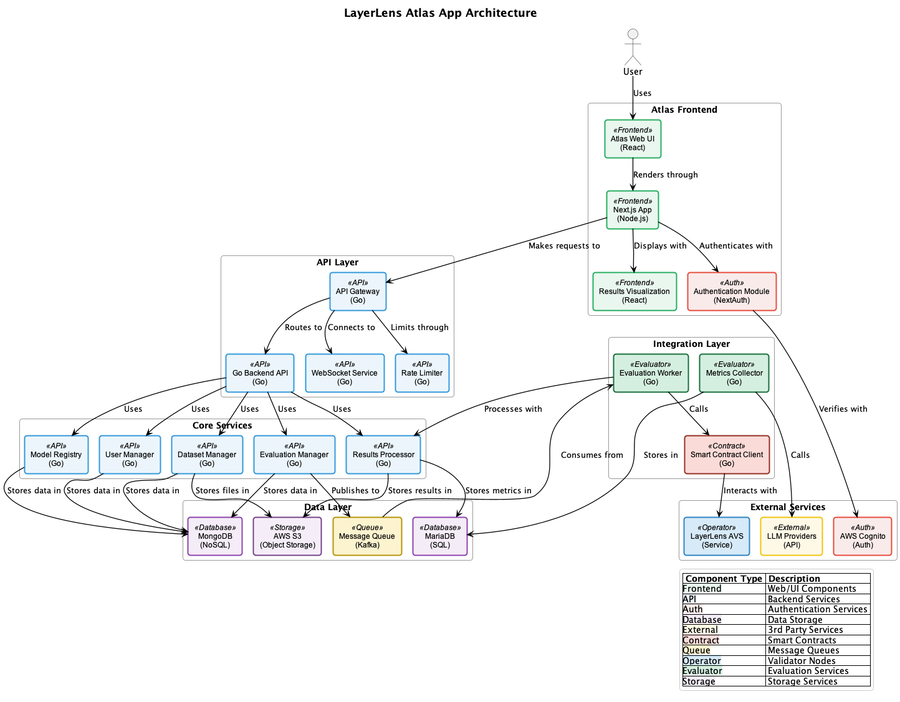 LayerLens Atlas App Architecture
User
Uses
Atlas Frontend
«Frontend»
Atlas Web UI
(React)
Renders through
«Frontend»
Next.js App
(Node.js)
Makes requests to
Displays with
Authenticates with
«Frontend»
Results Visualization
(React)
«Auth»
Authentication Module
(NextAuth)
API Layer
«API»
API Gateway
(Go)
Routes to
Connects to
Limits through
«API»
Go Backend API
(Go)
«API»
WebSocket Service
(Go)
«API»
Rate Limiter
(Go)
Integration Layer
«Evaluator»
Evaluation Worker
(Go)
«Evaluator»
Metrics Collector
(Go)
Uses
Uses
Uses
Uses
Uses
Processes with
Calls
Verifies with
Core Services
«API»
Model Registry
(Go)
«API»
User Manager
(Go)
«API»
Dataset Manager
(Go)
«API»
Evaluation Manager
(Go)
«API»
Results Processor
(Go)
Consumes from
Stores in
«Contract»
Smart Contract Client
(Go)
Calls
Stores data in
Stores data in
Stores data in
Stores files in
Stores data in
Publishes to
Stores results in
Stores metrics in
Interacts with
Data Layer
«Database»
MongoDB
(NoSQL)
«Storage»
AWS S3
(Object Storage)
«Queue»
Message Queue
(Kafka)
«Database»
MariaDB
(SQL)
External Services
«Operator»
LayerLens AVS
(Service)
«External»
LLM Providers
(API)
«Auth»
AWS Cognito
(Auth)
Component Type Description
Frontend Web/UI Components
API Backend Services
Auth Authentication Services
Database Data Storage
External 3rd Party Services
Contract Smart Contracts
Queue Message Queues
Operator Validator Nodes
Evaluator Evaluation Services
Storage Storage Services